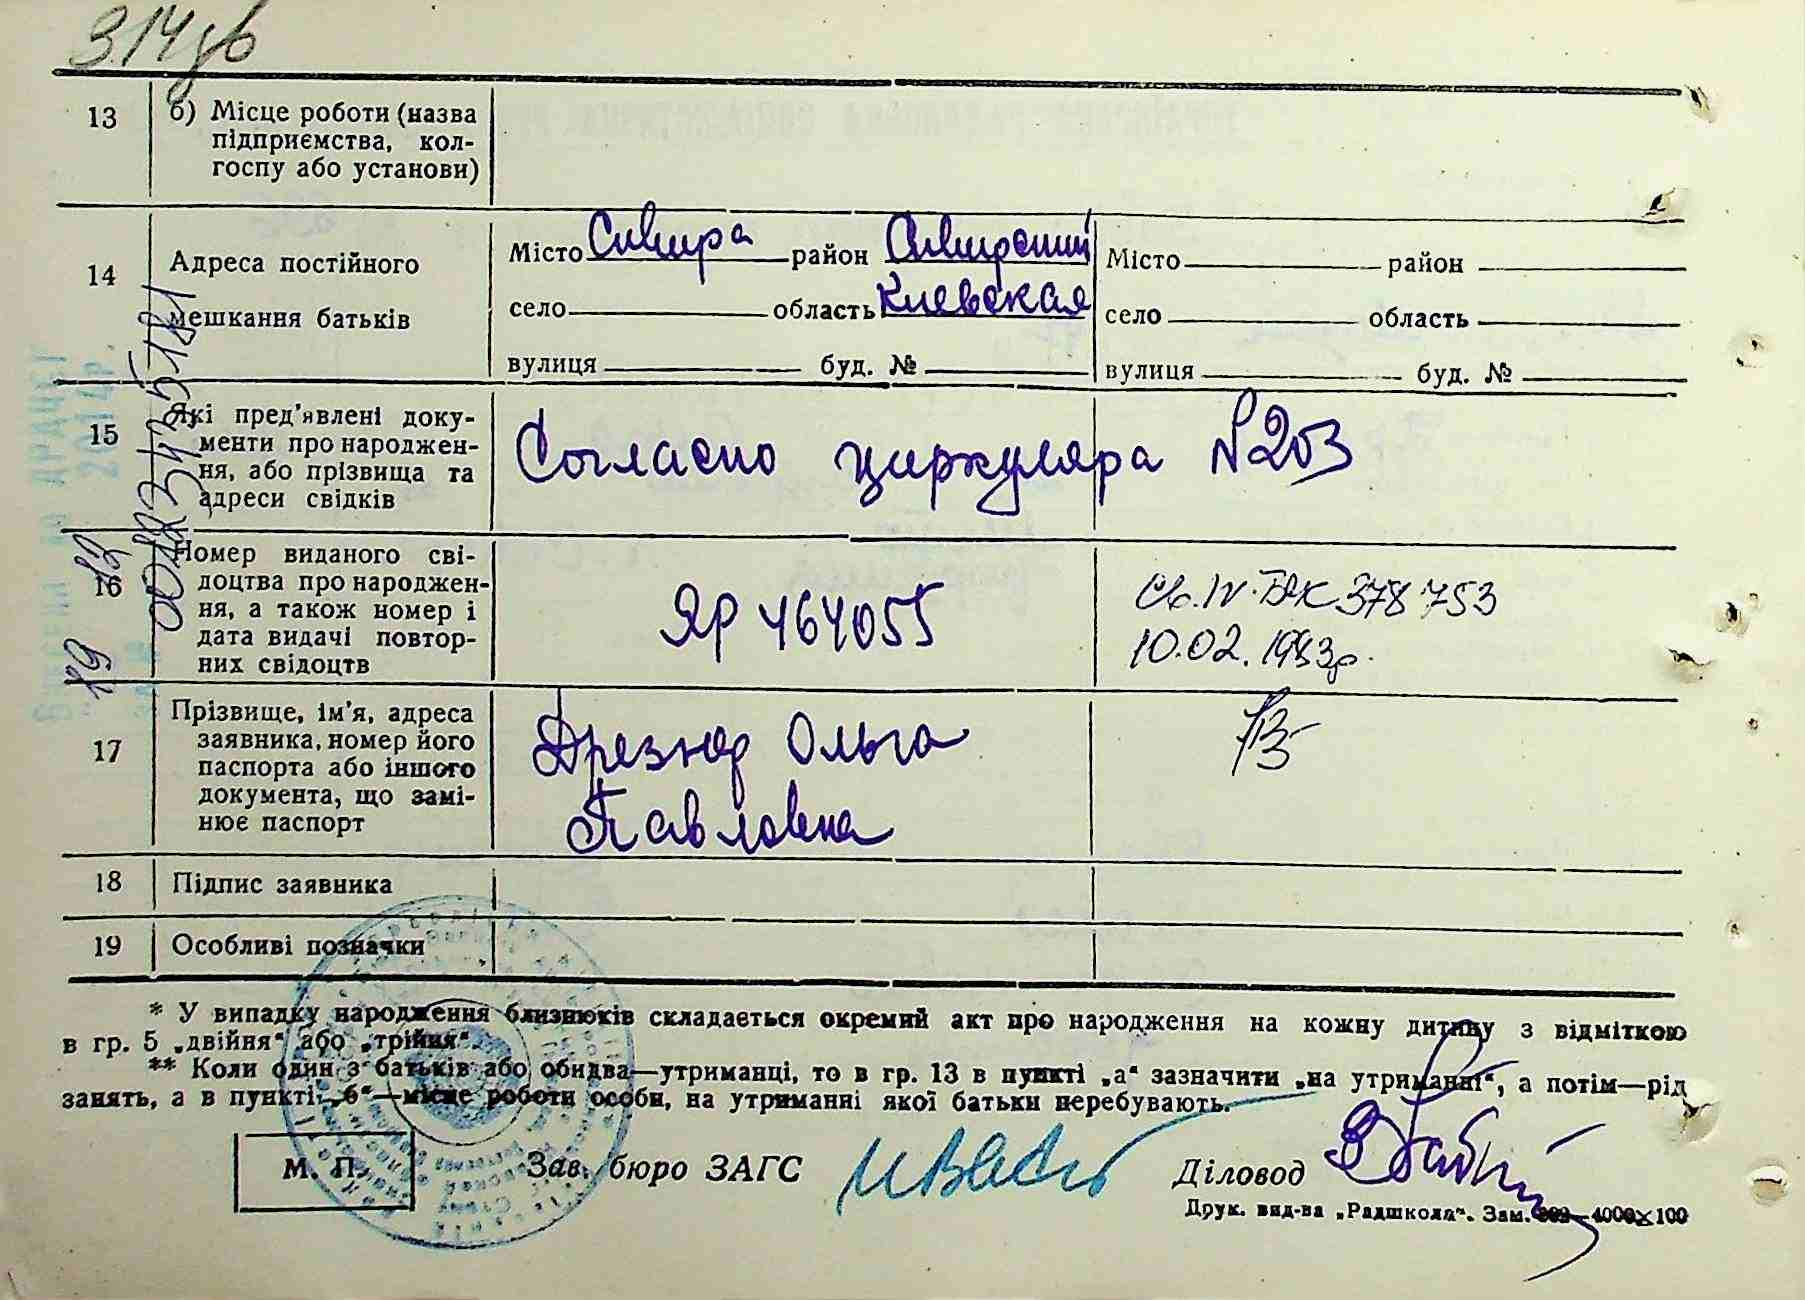 314зв
13
б) Місце роботи (назва
підприємства, кол-
госпу або установи)
14
Адреса постійного
мешкання батьків
Місто Сквира район Сквирский
село область Киевская
вулиця буд. №
Місто район
село область
вулиця буд. №
15
Які пред'явлені доку-
менти про народжен-
ня, або прізвища та
адреси свідків
Согласно циркуляра № 203
16
Номер виданого сві-
доцтва про народжен-
ня, а також номер і
дата видачі повтор-
них свідоцтв
ЯР 464055
Св. IV-БК 378753
10.02.1983р.
17
Прізвище, ім'я, адреса
заявника, номер його
паспорта або іншого
документа, що замі-
нює паспорт
Дрезнер Ольга
Павловна
18
Підпис заявника
19
Особливі позначки
* У випадку народження близнюків складається окремий акт про народження на кожну дитину з відміткою
в гр. 5 „двійня“ або „трійня“.
** Коли один з батьків або обидва—утриманці, то в гр. 13 в пункті „а“ зазначити „на утриманні“, а потім—рід
занять, а в пункті „б“—місце роботи особи, на утриманні якої батьки перебувають.
М. П.
Зав. бюро ЗАГС
Діловод
Друк. вид-ва „Радшкола“. Зам. 4000×100